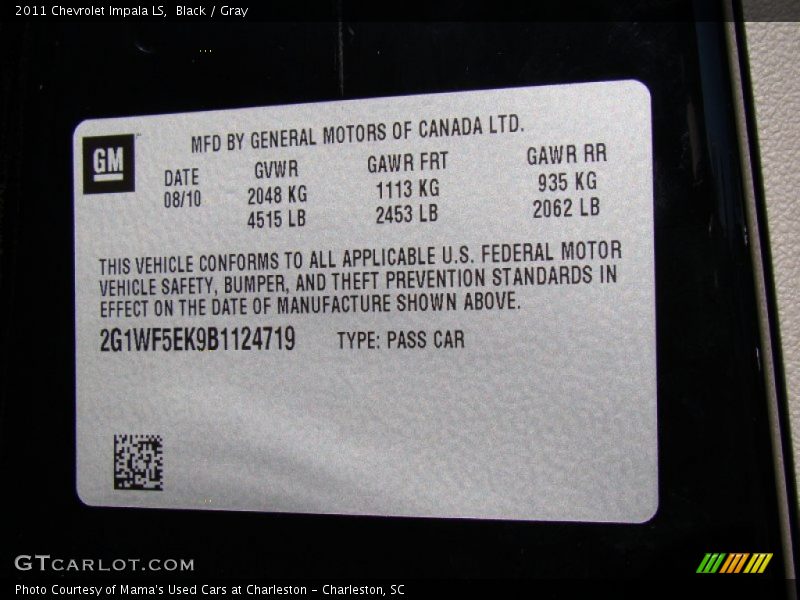 2011 Chevrolet Impala LS, Black / Gray
GM
MFD BY GENERAL MOTORS OF CANADA LTD.
DATE GVWR GAWR FRT GAWR RR
08/10 2048 KG 1113 KG 935 KG
4515 LB 2453 LB 2062 LB
THIS VEHICLE CONFORMS TO ALL APPLICABLE U.S. FEDERAL MOTOR
VEHICLE SAFETY, BUMPER, AND THEFT PREVENTION STANDARDS IN
EFFECT ON THE DATE OF MANUFACTURE SHOWN ABOVE.
2G1WF5EK9B1124719 TYPE: PASS CAR
GTCARLOT.COM
Photo Courtesy of Mama's Used Cars at Charleston - Charleston, SC